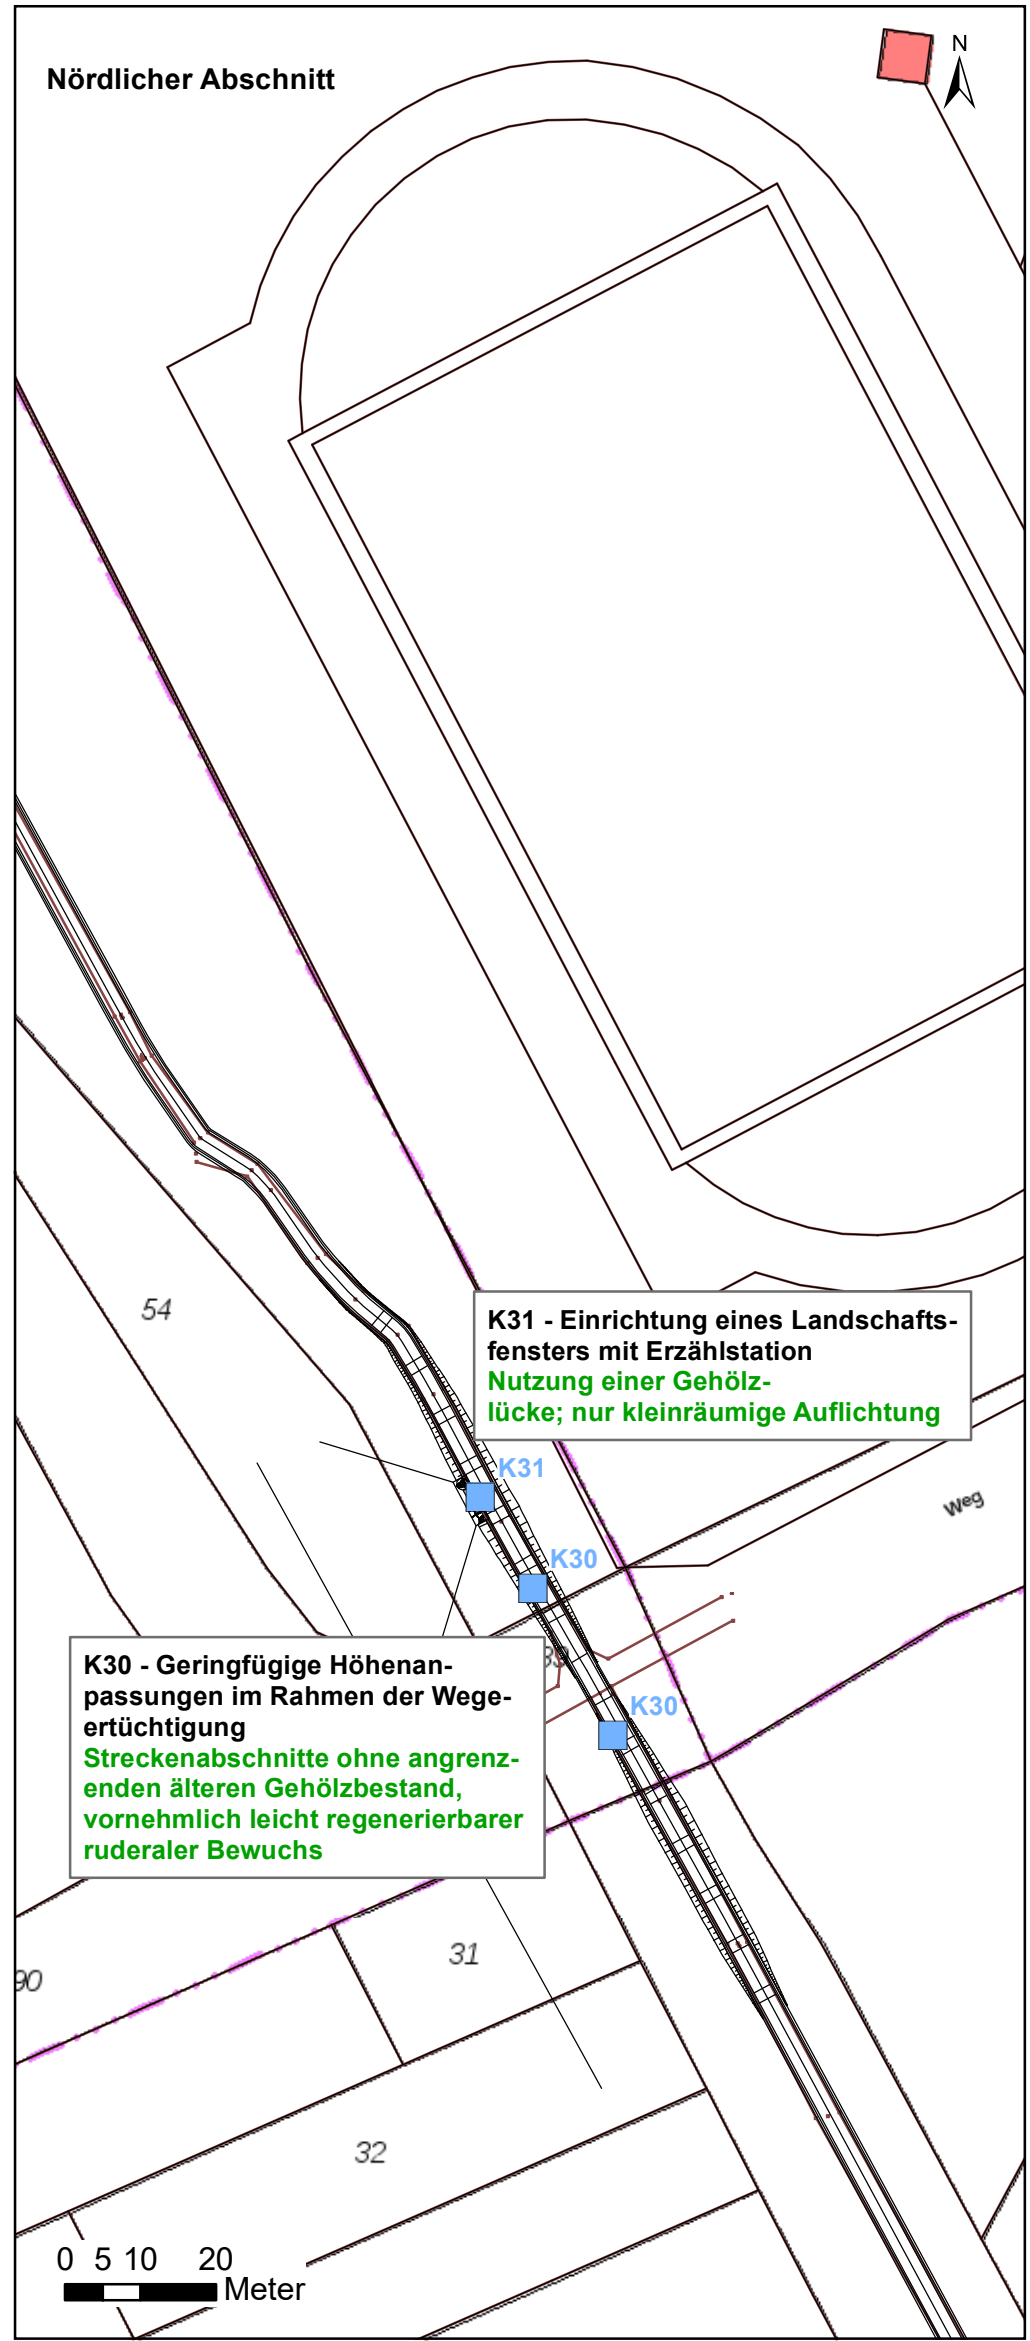 Nördlicher Abschnitt
N
54
K31 - Einrichtung eines Landschafts-
fensters mit Erzählstation
Nutzung einer Gehölz-
lücke; nur kleinräumige Auflichtung
K31
Weg
K30
K30 - Geringfügige Höhenan-
passungen im Rahmen der Wege-
ertüchtigung
Streckenabschnitte ohne angrenz-
enden älteren Gehölzbestand,
vornehmlich leicht regenerierbarer
ruderaler Bewuchs
K30
31
90
32
0 5 10 20
Meter